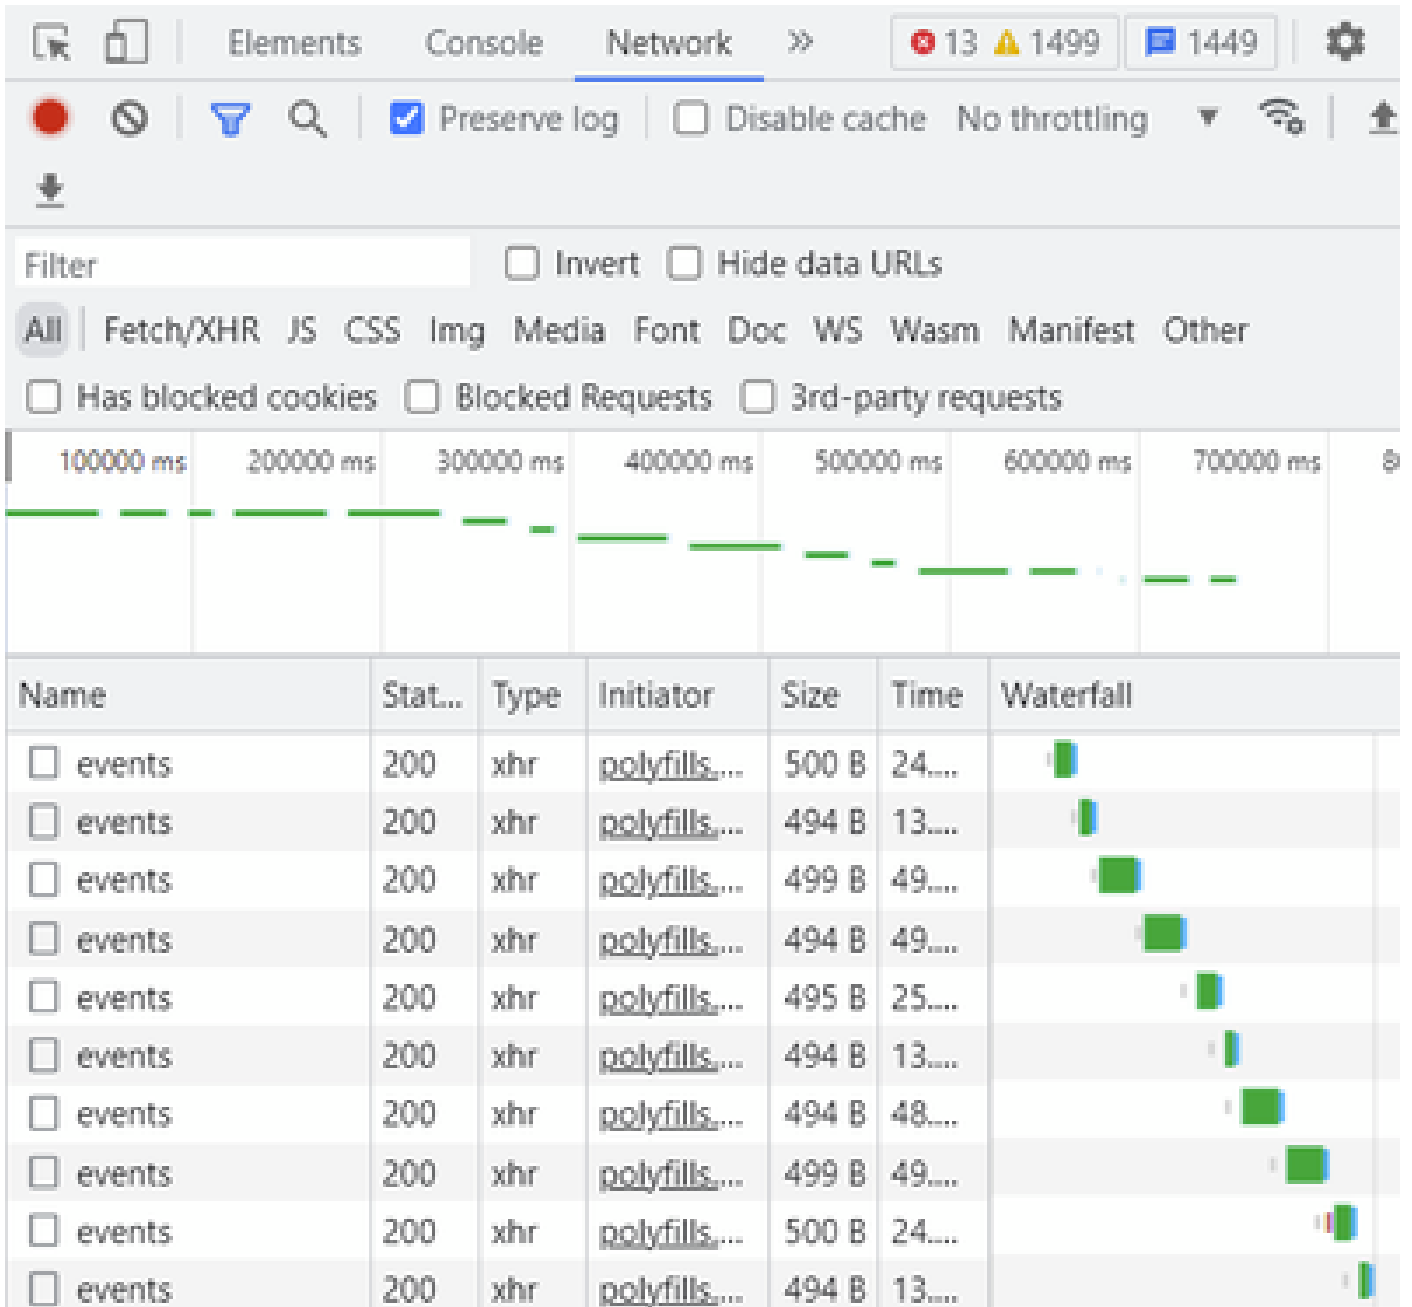 Elements Console Network » 13 1499 1449
Preserve log Disable cache No throttling
Filter Invert Hide data URLs
All Fetch/XHR JS CSS Img Media Font Doc WS Wasm Manifest Other
Has blocked cookies Blocked Requests 3rd-party requests
100000 ms 200000 ms 300000 ms 400000 ms 500000 ms 600000 ms 700000 ms
Name Stat... Type Initiator Size Time Waterfall
events 200 xhr polyfills.... 500 B 24....
events 200 xhr polyfills.... 494 B 13....
events 200 xhr polyfills.... 499 B 49....
events 200 xhr polyfills.... 494 B 49....
events 200 xhr polyfills.... 495 B 25....
events 200 xhr polyfills.... 494 B 13....
events 200 xhr polyfills.... 494 B 48....
events 200 xhr polyfills.... 499 B 49....
events 200 xhr polyfills.... 500 B 24....
events 200 xhr polyfills.... 494 B 13....